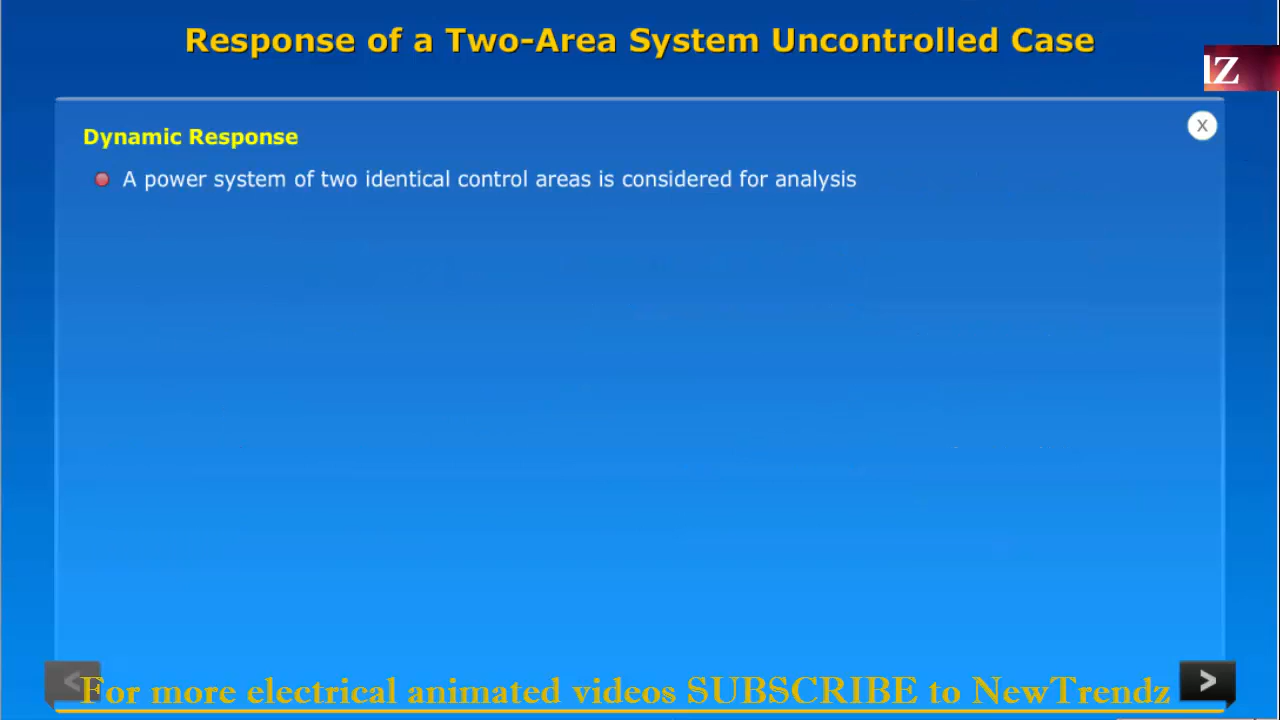 Response of a Two-Area System Uncontrolled Case
IZ
X
Dynamic Response
A power system of two identical control areas is considered for analysis
<
For more electrical animated videos SUBSCRIBE to NewTrendz
>